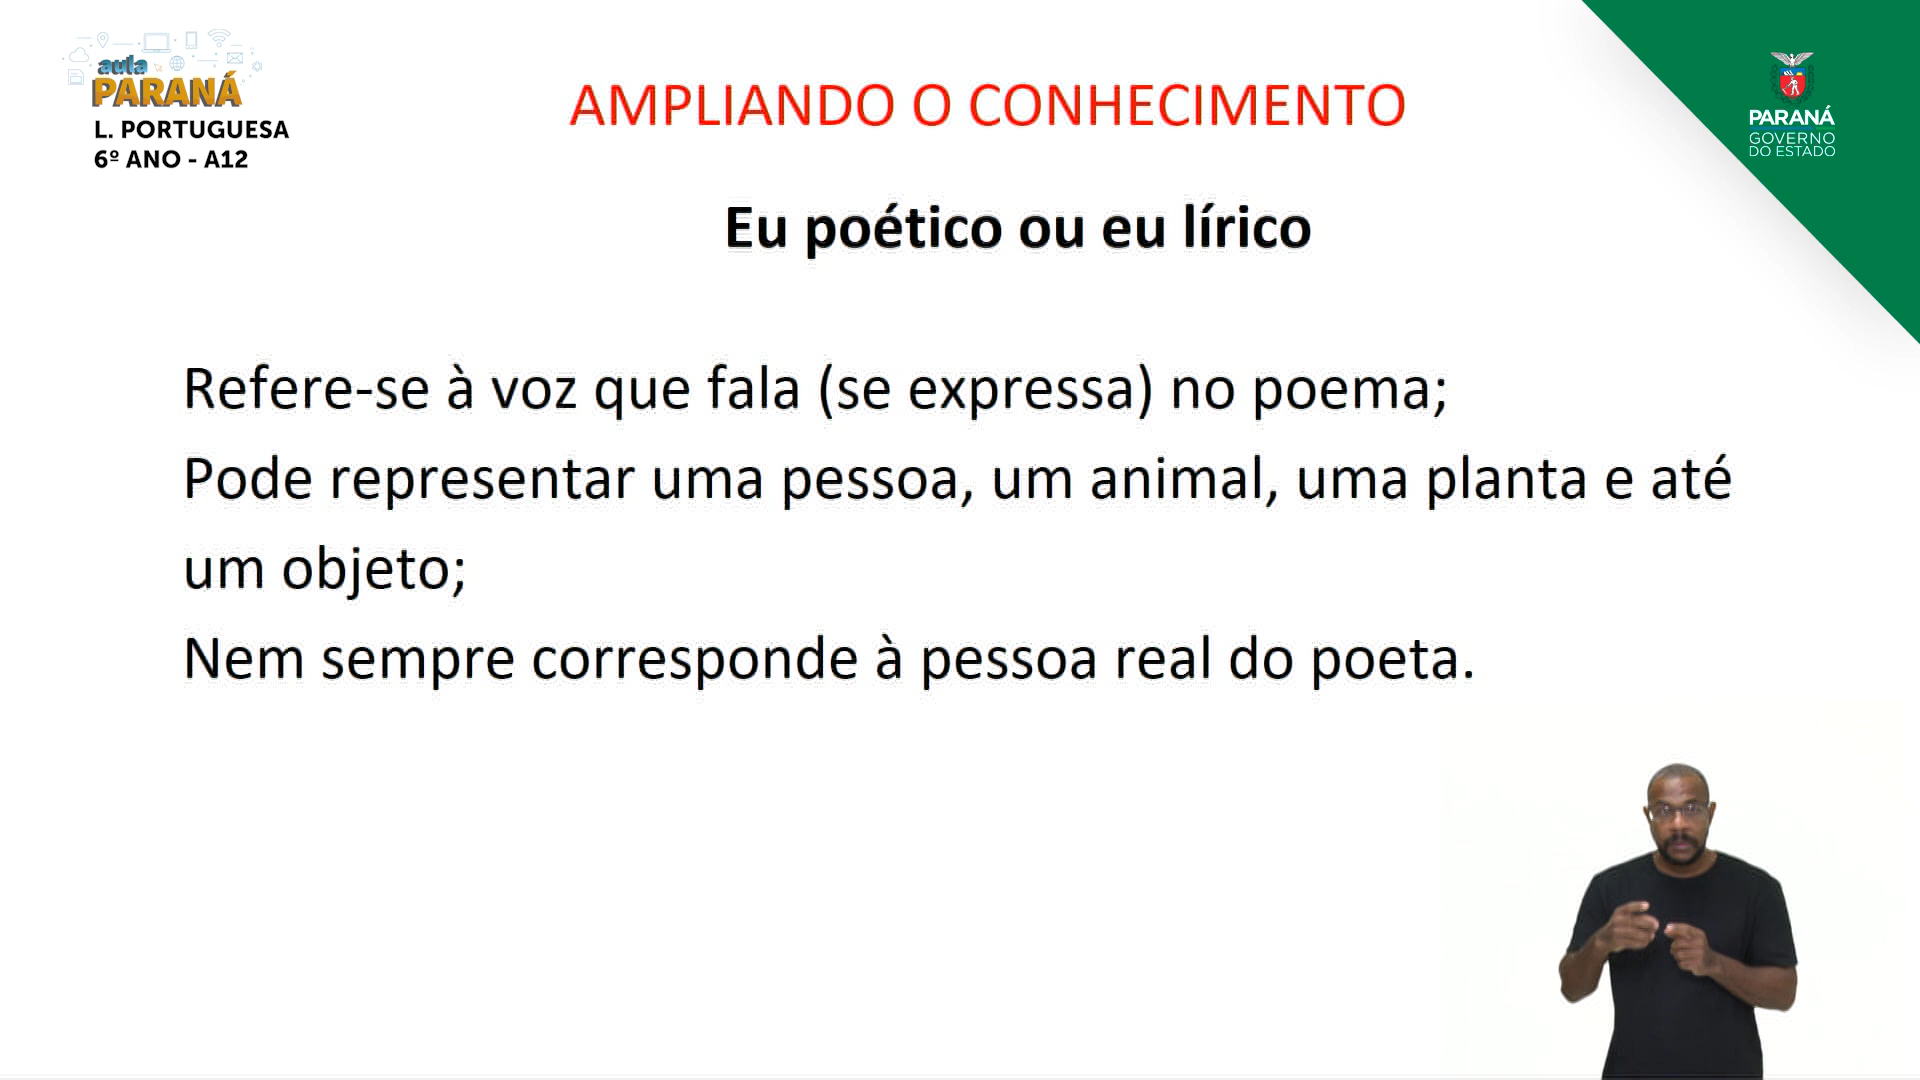 aula
PARANÁ
L. PORTUGUESA
6º ANO - A12
AMPLIANDO O CONHECIMENTO
PARANÁ
GOVERNO
DO ESTADO
Eu poético ou eu lírico
Refere-se à voz que fala (se expressa) no poema;
Pode representar uma pessoa, um animal, uma planta e até
um objeto;
Nem sempre corresponde à pessoa real do poeta.